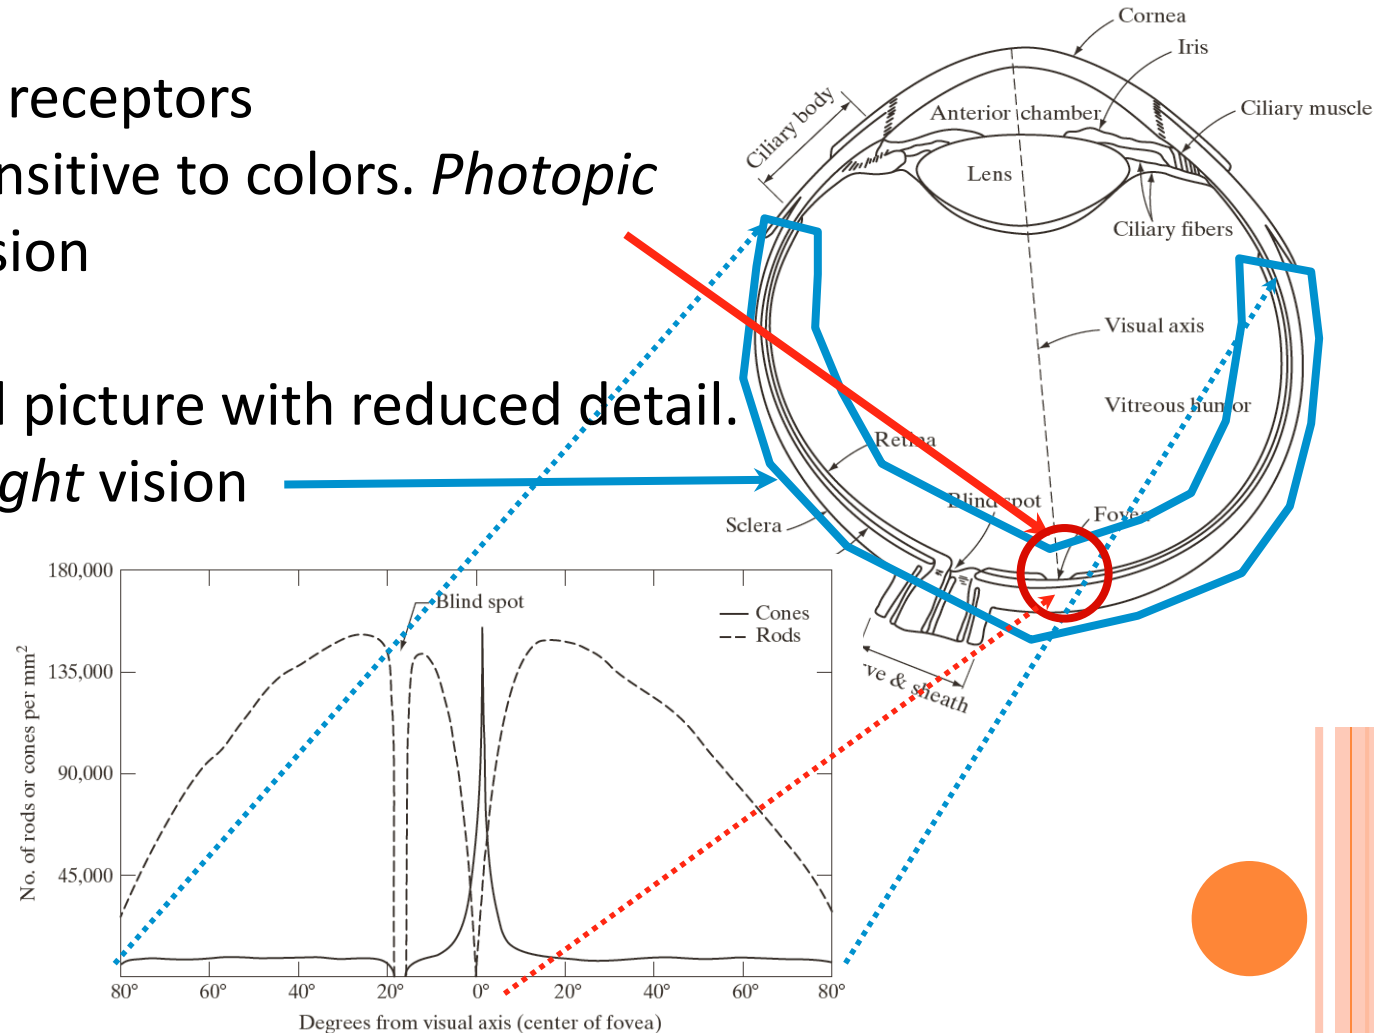 receptors
nsitive to colors. Photopic
sion
picture with reduced detail.
ght vision
Cornea
Iris
Ciliary muscle
Ciliary body
Anterior chamber
Lens
Ciliary fibers
Visual axis
Vitreous humor
Retina
Blind spot
Fovea
Sclera
ve & sheath
180,000
135,000
90,000
45,000
No. of rods or cones per mm²
Blind spot
Cones
Rods
80° 60° 40° 20° 0° 20° 40° 60° 80°
Degrees from visual axis (center of fovea)